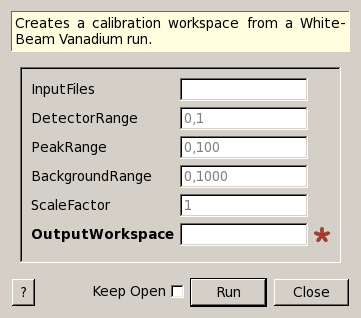 Creates a calibration workspace from a White-
Beam Vanadium run.
InputFiles
DetectorRange 0,1
PeakRange 0,100
BackgroundRange 0,1000
ScaleFactor 1
OutputWorkspace *
? Keep Open Run Close